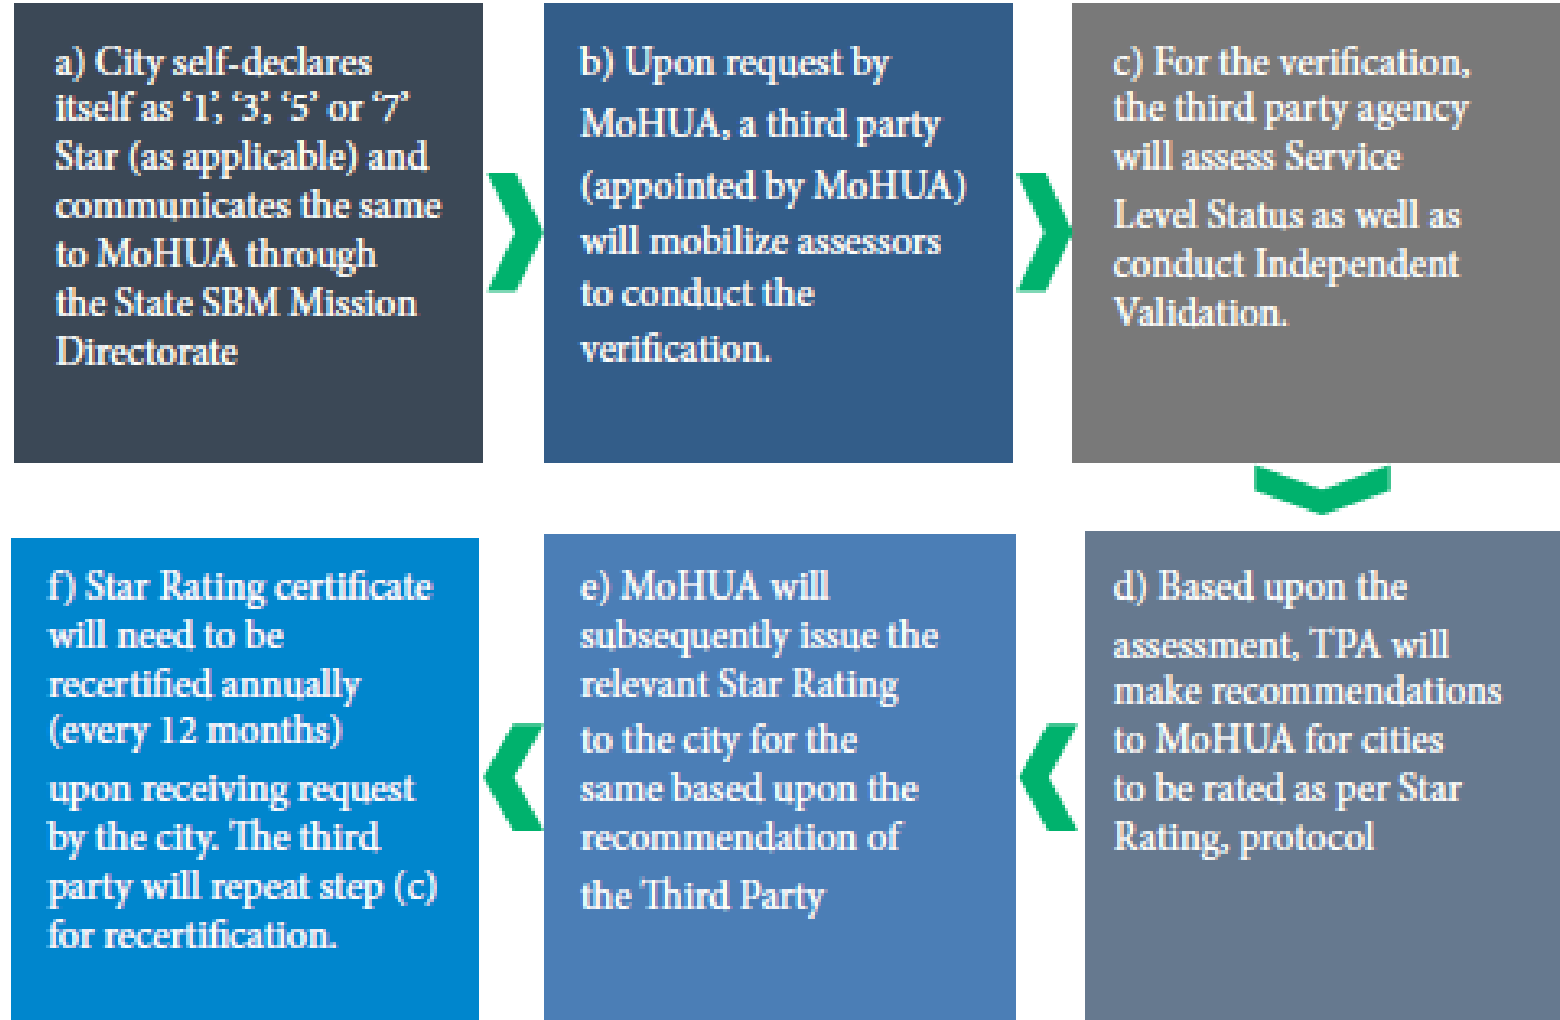 a) City self-declares
itself as ‘1’, ‘3’, ‘5’ or ‘7’
Star (as applicable) and
communicates the same
to MoHUA through
the State SBM Mission
Directorate
b) Upon request by
MoHUA, a third party
(appointed by MoHUA)
will mobilize assessors
to conduct the
verification.
c) For the verification,
the third party agency
will assess Service
Level Status as well as
conduct Independent
Validation.
d) Based upon the
assessment, TPA will
make recommendations
to MoHUA for cities
to be rated as per Star
Rating, protocol
e) MoHUA will
subsequently issue the
relevant Star Rating
to the city for the
same based upon the
recommendation of
the Third Party
f) Star Rating certificate
will need to be
recertified annually
(every 12 months)
upon receiving request
by the city. The third
party will repeat step (c)
for recertification.